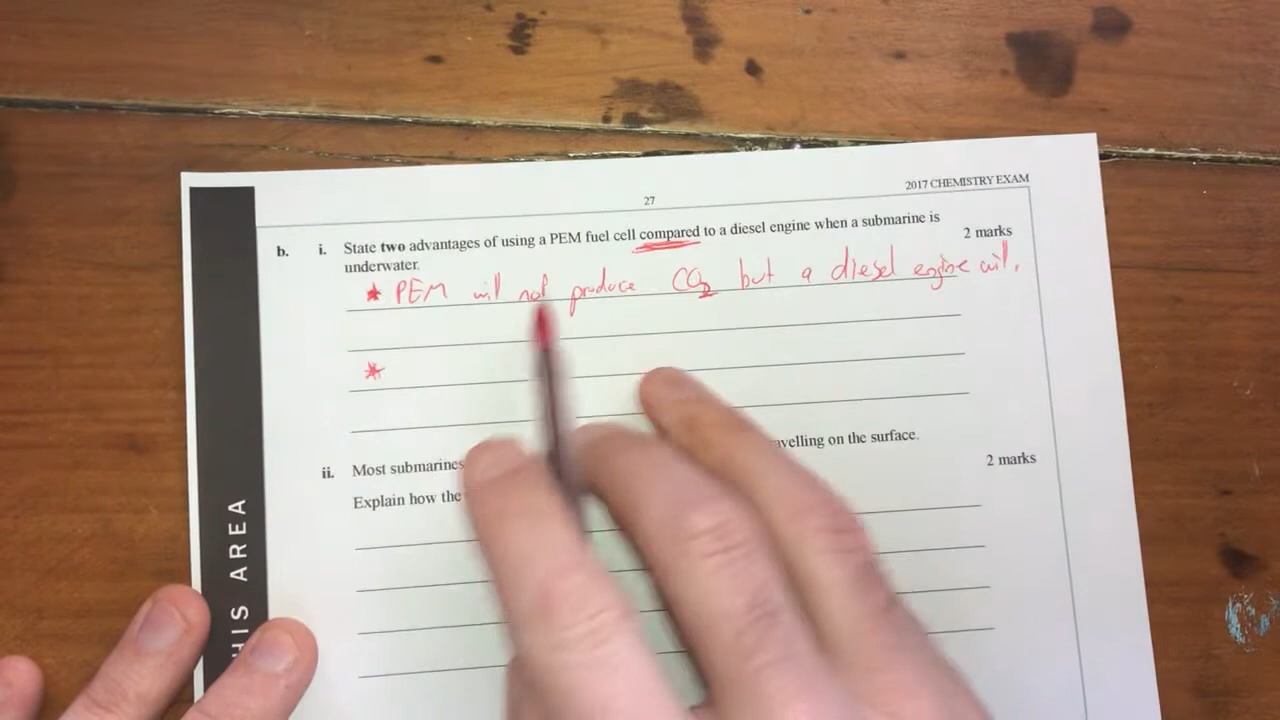 27
2017 CHEMISTRY EXAM
b. i. State two advantages of using a PEM fuel cell compared to a diesel engine when a submarine is
underwater.
2 marks
* PEM will not produce CO2 but a diesel engine will.
*
ii. Most submarines
avelling on the surface.
Explain how the
2 marks
HIS AREA